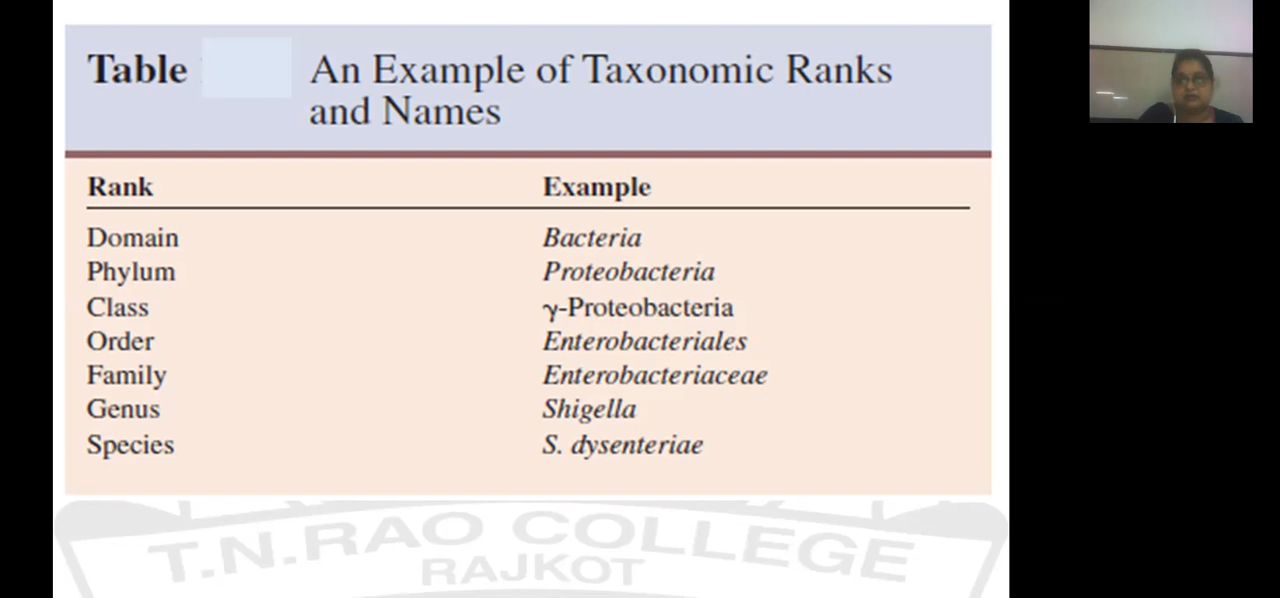 Table An Example of Taxonomic Ranks
and Names
Rank Example
Domain Bacteria
Phylum Proteobacteria
Class γ-Proteobacteria
Order Enterobacteriales
Family Enterobacteriaceae
Genus Shigella
Species S. dysenteriae
T.N.RAO COLLEGE
RAJKOT